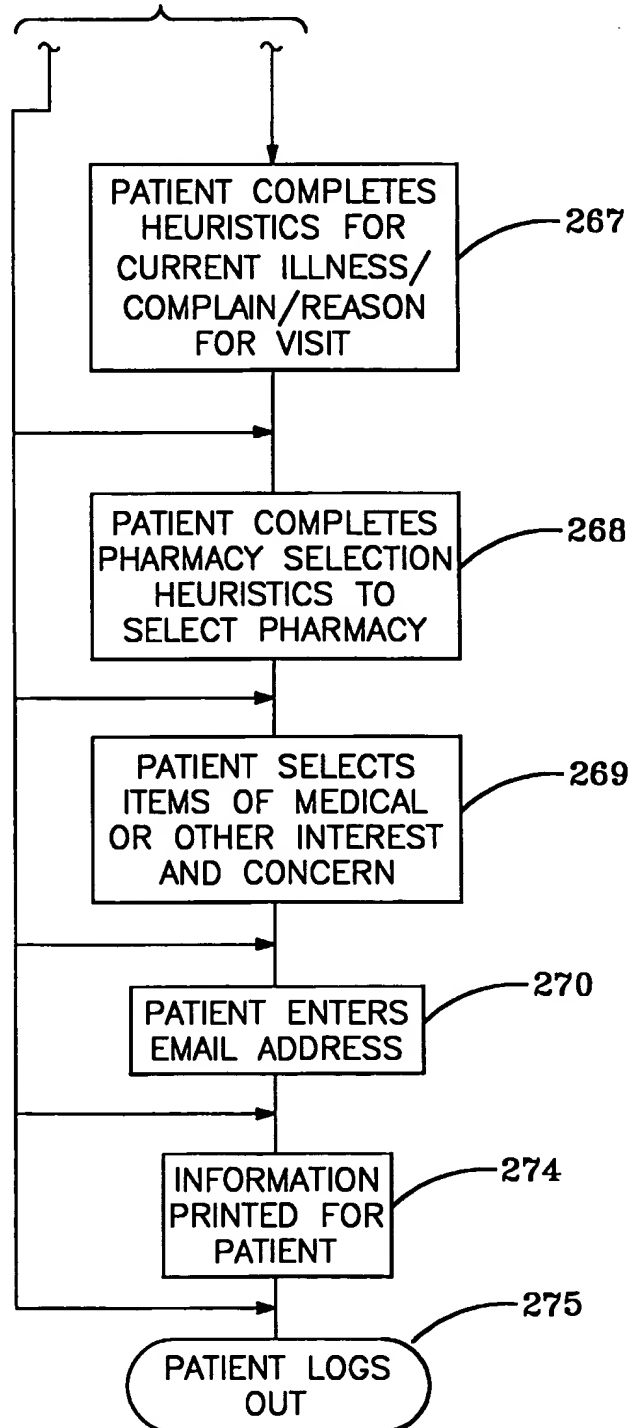 PATIENT COMPLETES
HEURISTICS FOR
CURRENT ILLNESS/
COMPLAIN/REASON
FOR VISIT
267
PATIENT COMPLETES
PHARMACY SELECTION
HEURISTICS TO
SELECT PHARMACY
268
PATIENT SELECTS
ITEMS OF MEDICAL
OR OTHER INTEREST
AND CONCERN
269
PATIENT ENTERS
EMAIL ADDRESS
270
INFORMATION
PRINTED FOR
PATIENT
274
PATIENT LOGS
OUT
275